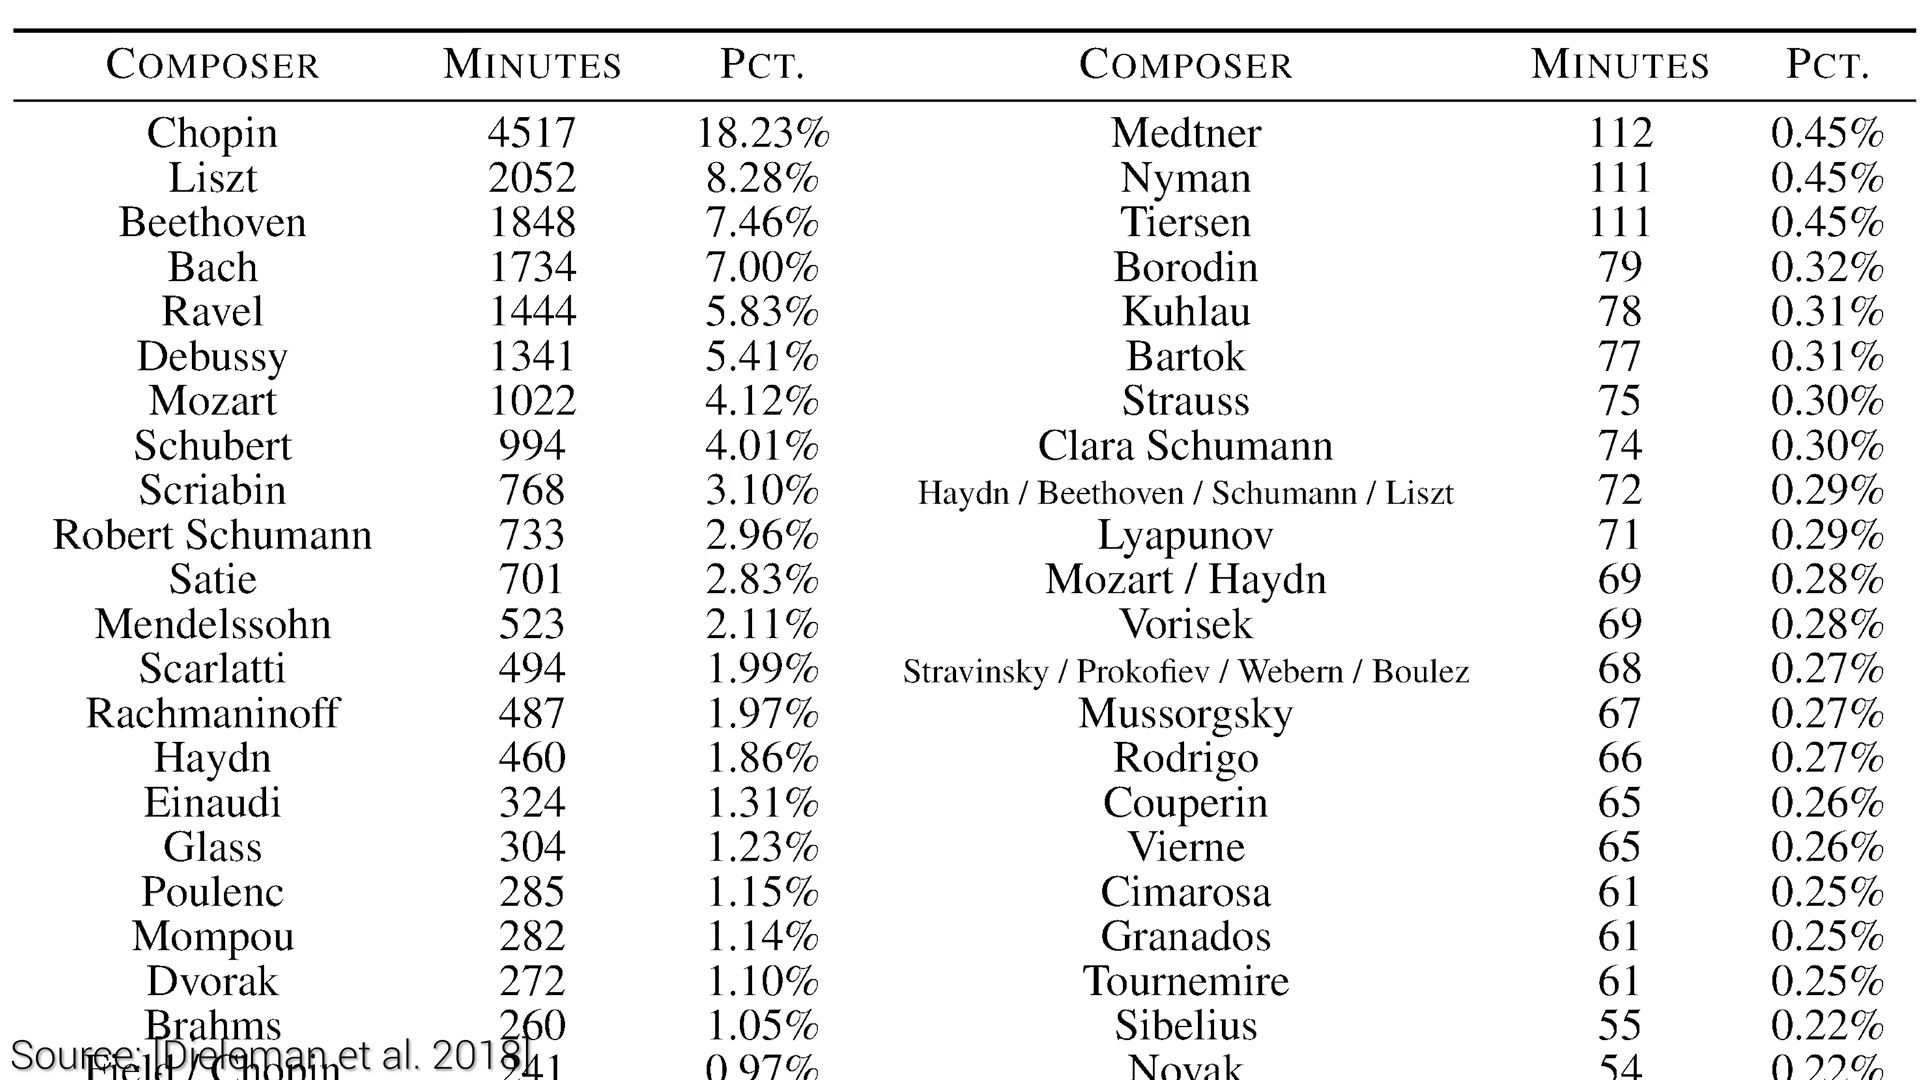 COMPOSER MINUTES PCT. COMPOSER MINUTES PCT.
Chopin 4517 18.23% Medtner 112 0.45%
Liszt 2052 8.28% Nyman 111 0.45%
Beethoven 1848 7.46% Tiersen 111 0.45%
Bach 1734 7.00% Borodin 79 0.32%
Ravel 1444 5.83% Kuhlau 78 0.31%
Debussy 1341 5.41% Bartok 77 0.31%
Mozart 1022 4.12% Strauss 75 0.30%
Schubert 994 4.01% Clara Schumann 74 0.30%
Scriabin 768 3.10% Haydn / Beethoven / Schumann / Liszt 72 0.29%
Robert Schumann 733 2.96% Lyapunov 71 0.29%
Satie 701 2.83% Mozart / Haydn 69 0.28%
Mendelssohn 523 2.11% Vorisek 69 0.28%
Scarlatti 494 1.99% Stravinsky / Prokofiev / Webern / Boulez 68 0.27%
Rachmaninoff 487 1.97% Mussorgsky 67 0.27%
Haydn 460 1.86% Rodrigo 66 0.27%
Einaudi 324 1.31% Couperin 65 0.26%
Glass 304 1.23% Vierne 65 0.26%
Poulenc 285 1.15% Cimarosa 61 0.25%
Mompou 282 1.14% Granados 61 0.25%
Dvorak 272 1.10% Tournemire 61 0.25%
Brahms 260 1.05% Sibelius 55 0.22%
Source: [Dieleman et al. 2018]
Field / Chopin 241 0.97% Novak 54 0.22%